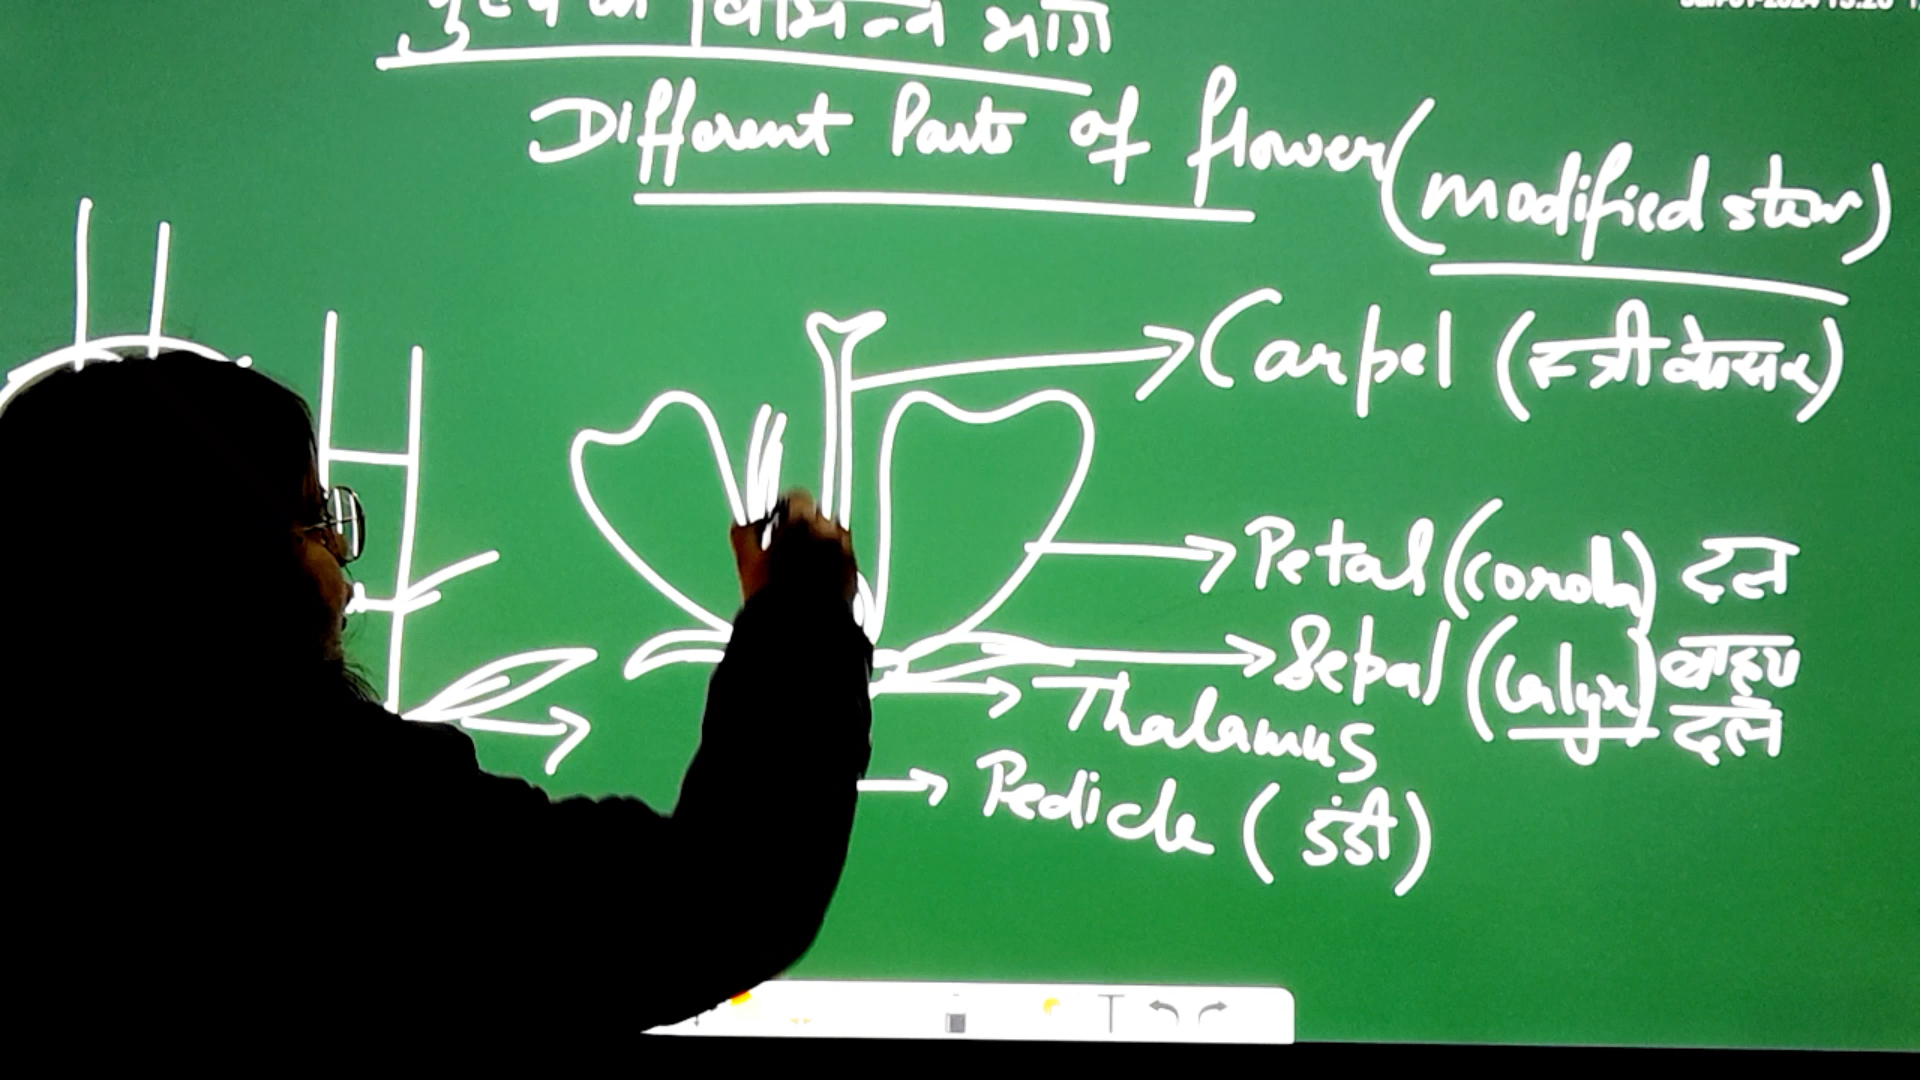 पुष्प के विभिन्न भाग
Different Parts of flower (modified stem)
Carpel (स्त्रीकेसर)
Petal (corolla) दल
Sepal (calyx) बाह्य
दल
Thalamus
Pedicle (डंडी)
T